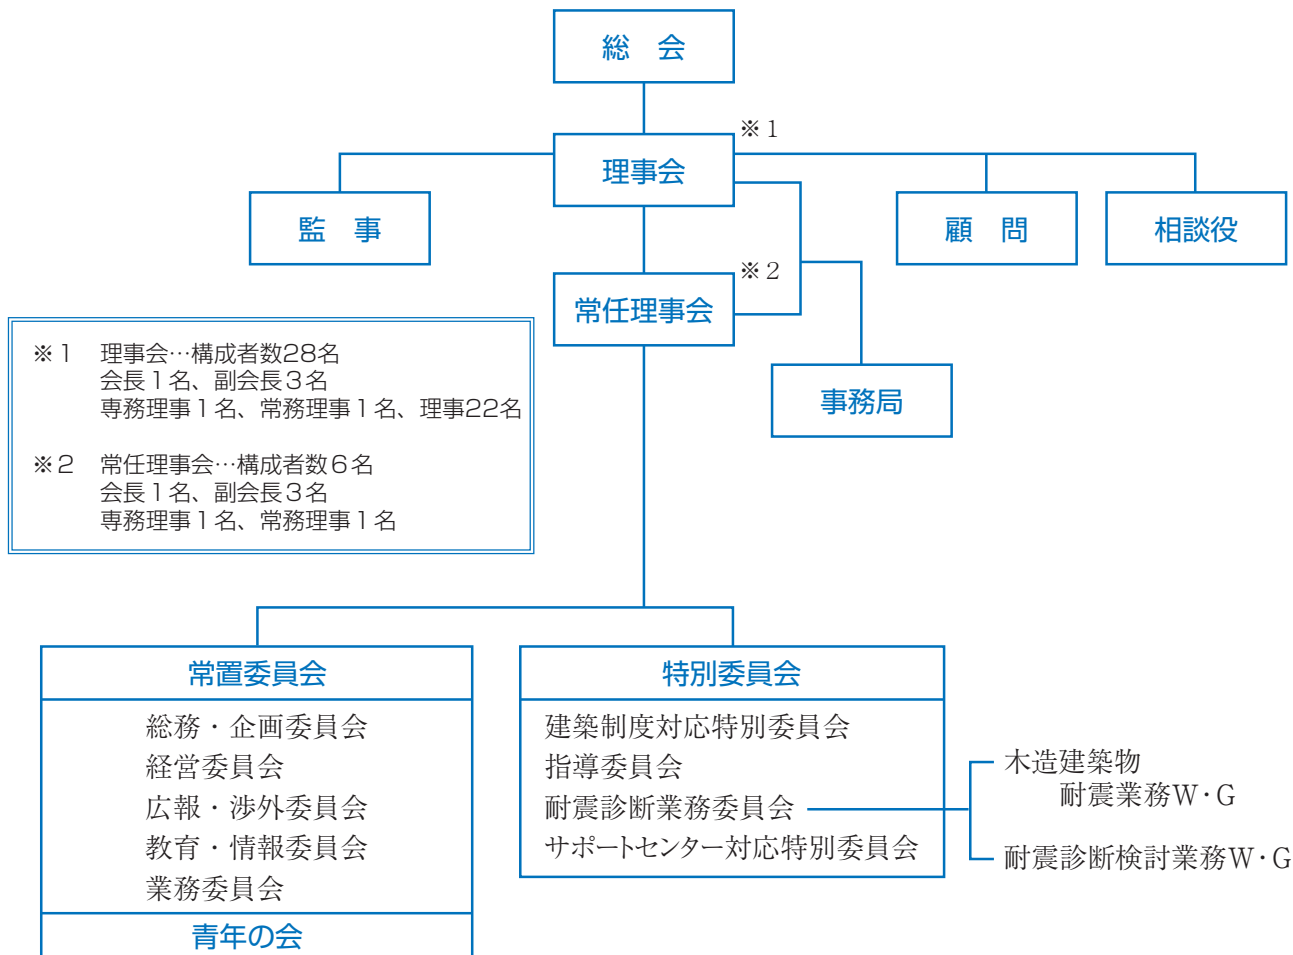 総　会
※１
理事会
監　事
顧　問
相談役
※２
常任理事会
事務局
※１　理事会…構成者数28名
会長１名、副会長３名
専務理事１名、常務理事１名、理事22名
※２　常任理事会…構成者数６名
会長１名、副会長３名
専務理事１名、常務理事１名
常置委員会
総務・企画委員会
経営委員会
広報・渉外委員会
教育・情報委員会
業務委員会
青年の会
特別委員会
建築制度対応特別委員会
指導委員会
耐震診断業務委員会
サポートセンター対応特別委員会
木造建築物
耐震業務W・G
耐震診断検討業務W・G